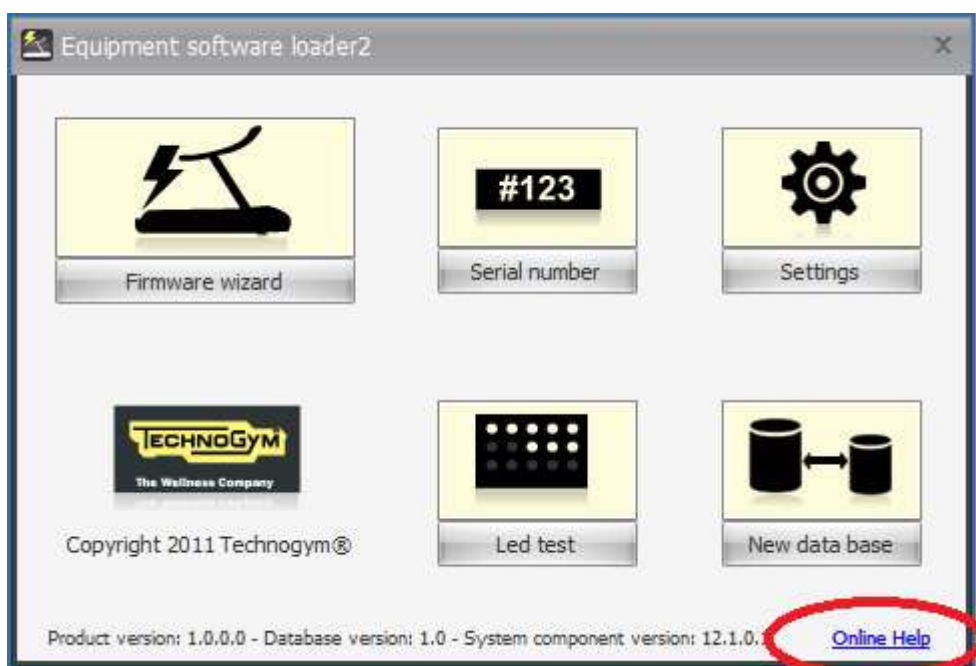 Equipment software loader2
#123
Firmware wizard
Serial number
Settings
TECHNOGYM
The Wellness Company
Copyright 2011 Technogym®
Led test
New data base
Product version: 1.0.0.0 - Database version: 1.0 - System component version: 12.1.0.
Online Help